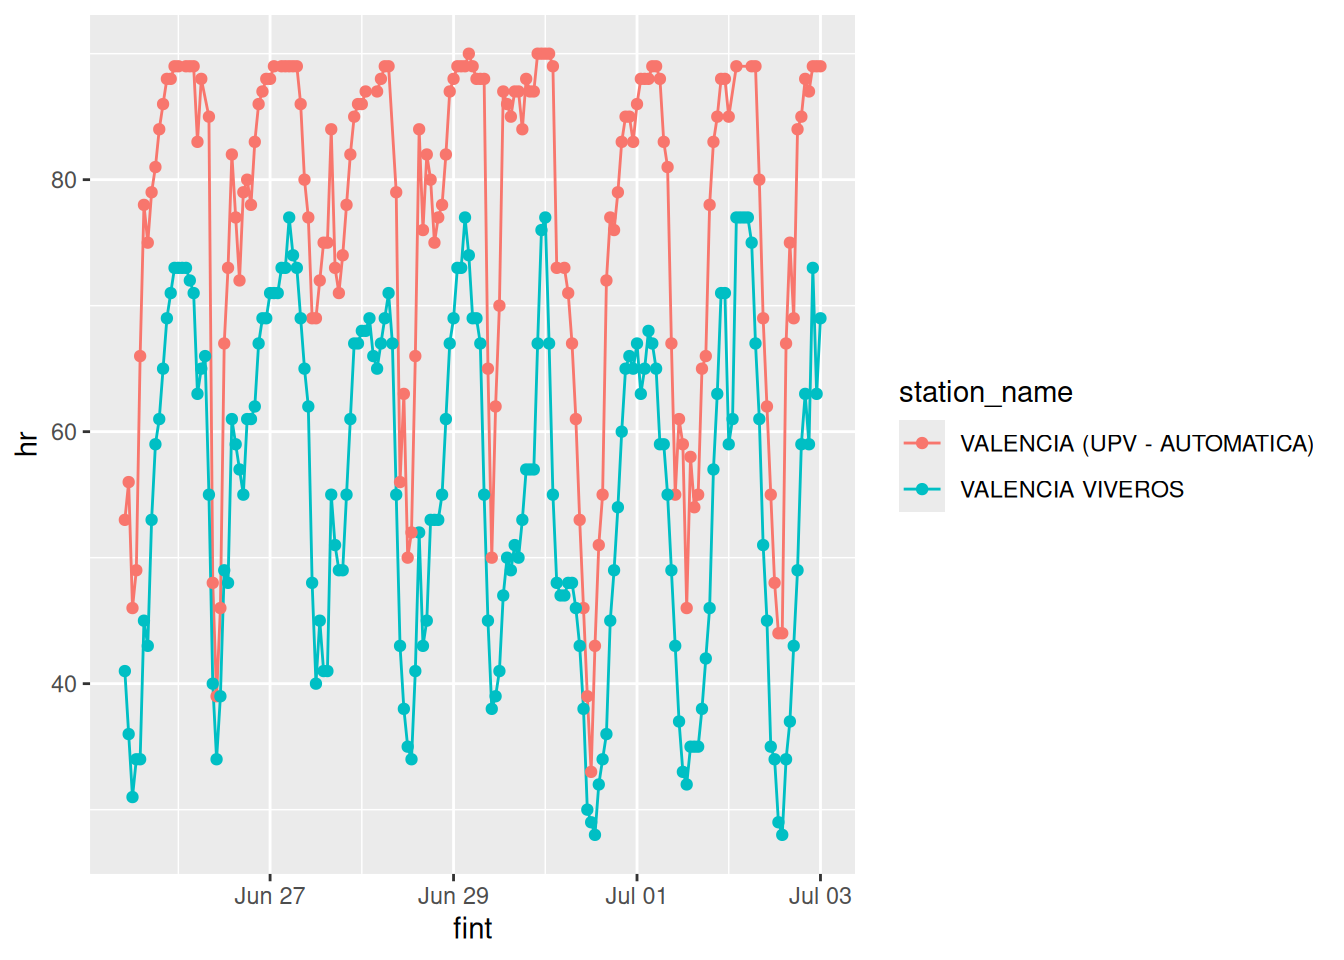 80
60
40
hr
Jun 27
Jun 29
Jul 01
Jul 03
fint
station_name
VALENCIA (UPV - AUTOMATICA)
VALENCIA VIVEROS